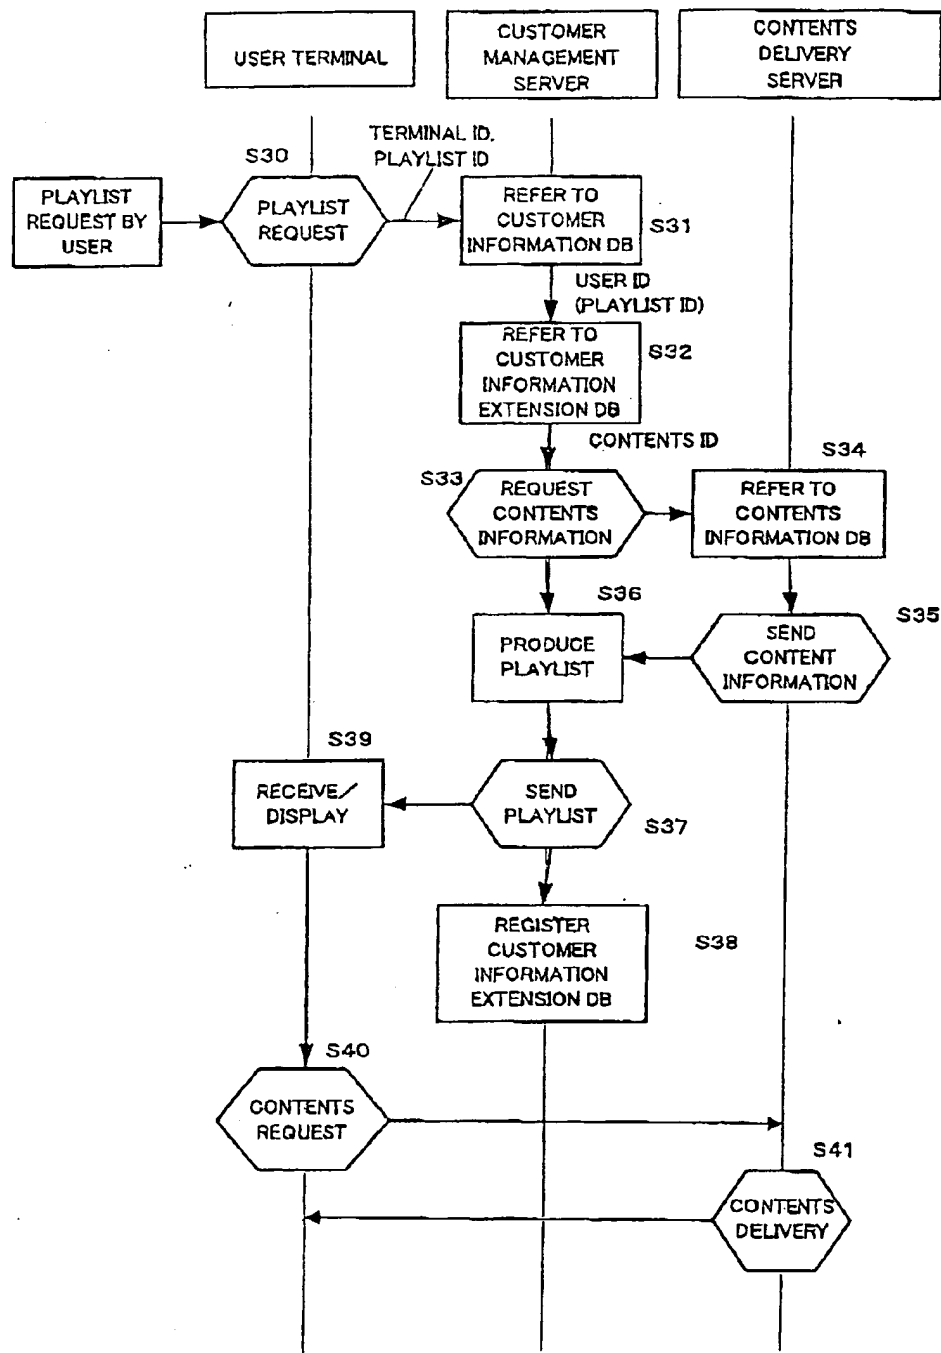 USER TERMINAL
CUSTOMER
MANAGEMENT
SERVER
CONTENTS
DELIVERY
SERVER
TERMINAL ID,
PLAYLIST ID
S30
PLAYLIST
REQUEST BY
USER
PLAYLIST
REQUEST
REFER TO
CUSTOMER
INFORMATION DB
S31
USER ID
(PLAYLIST ID)
REFER TO
CUSTOMER
INFORMATION
EXTENSION DB
S32
CONTENTS ID
S33
REQUEST
CONTENTS
INFORMATION
S34
REFER TO
CONTENTS
INFORMATION DB
S36
PRODUCE
PLAYLIST
S35
SEND
CONTENT
INFORMATION
S39
RECEIVE/
DISPLAY
SEND
PLAYLIST
S37
REGISTER
CUSTOMER
INFORMATION
EXTENSION DB
S38
S40
CONTENTS
REQUEST
S41
CONTENTS
DELIVERY